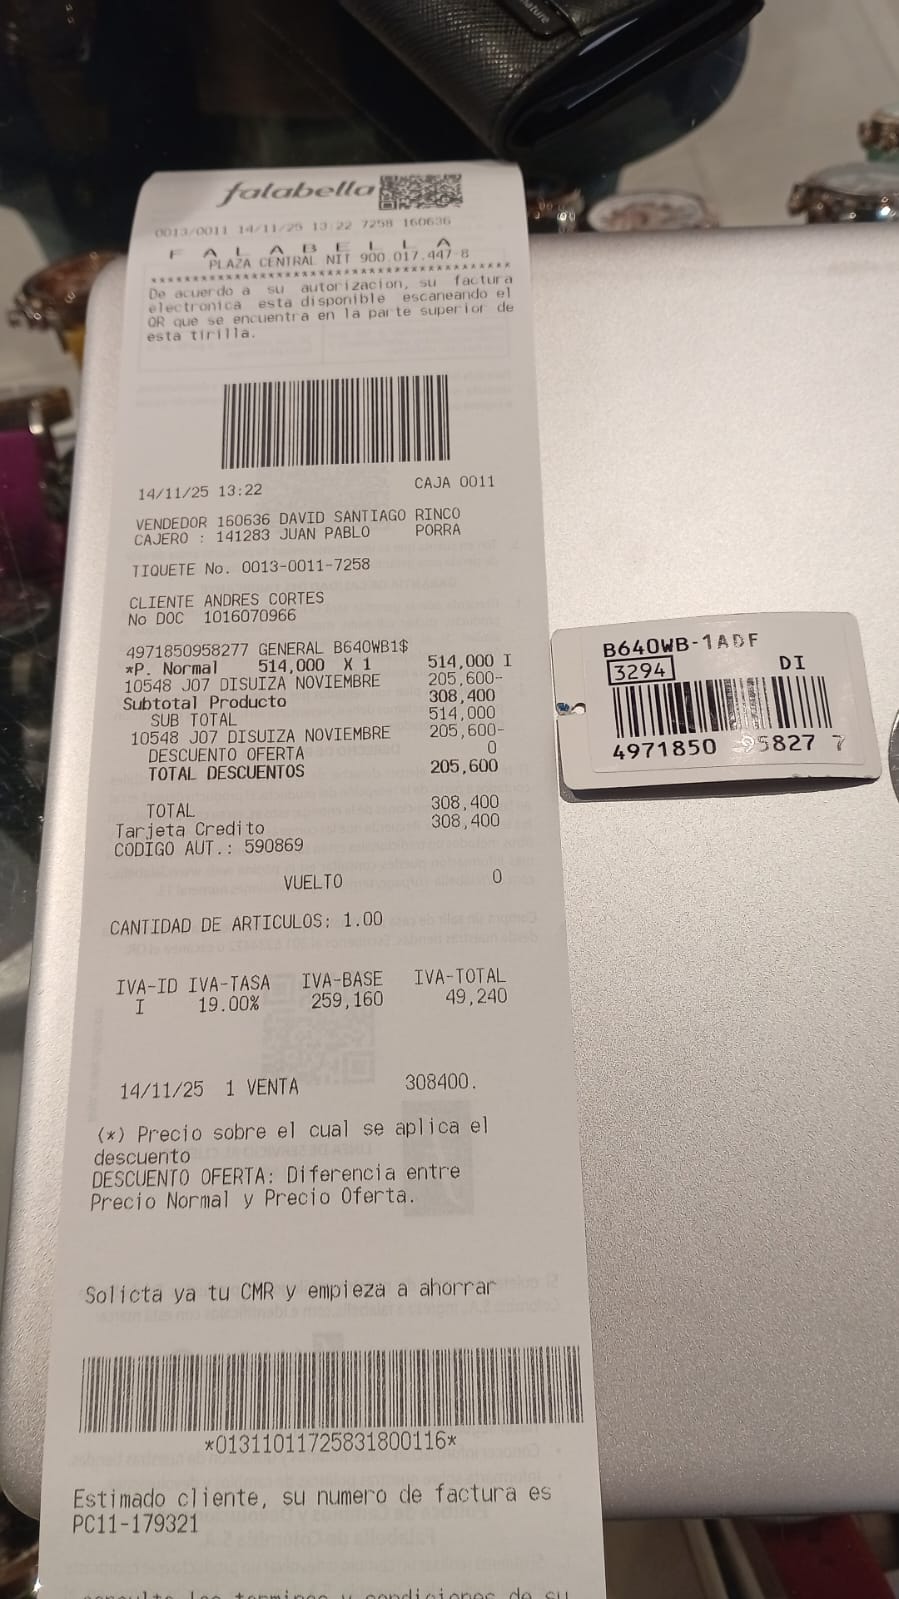 falabella
0013/0011 14/11/25 13:22 7258 160636
F A L A B E L L A
PLAZA CENTRAL NIT 900.017.447-8
****************************************
De acuerdo a su autorizacion, su factura
electronica esta disponible escaneando el
QR que se encuentra en la parte superior de
esta tirilla.
14/11/25 13:22 CAJA 0011
VENDEDOR 160636 DAVID SANTIAGO RINCO
CAJERO : 141283 JUAN PABLO PORRA
TIQUETE No. 0013-0011-7258
CLIENTE ANDRES CORTES
No DOC 1016070966
4971850958277 GENERAL B640WB1$
*P. Normal 514,000 X 1 514,000 I
10548 J07 DISUIZA NOVIEMBRE 205,600-
Subtotal Producto 308,400
SUB TOTAL 514,000
10548 J07 DISUIZA NOVIEMBRE 205,600-
DESCUENTO OFERTA 0
TOTAL DESCUENTOS 205,600
TOTAL 308,400
Tarjeta Credito 308,400
CODIGO AUT.: 590869
VUELTO 0
CANTIDAD DE ARTICULOS: 1.00
IVA-ID IVA-TASA IVA-BASE IVA-TOTAL
I 19.00% 259,160 49,240
14/11/25 1 VENTA 308400.
(*) Precio sobre el cual se aplica el
descuento
DESCUENTO OFERTA: Diferencia entre
Precio Normal y Precio Oferta.
Solicta ya tu CMR y empieza a ahorrar
*01311011725831800116*
Estimado cliente, su numero de factura es
PC11-179321
terminos y condiciones de su
B640WB-1ADF
3294 DI
4971850 95827 7